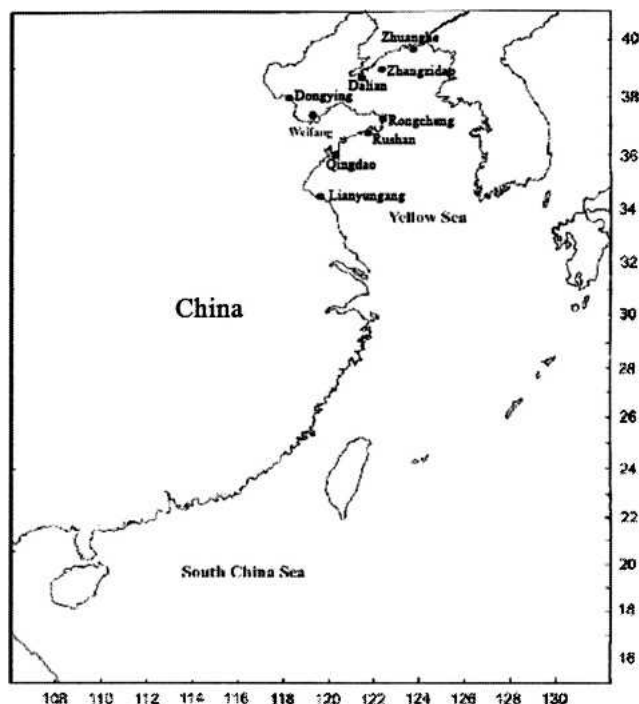 Zhuanghe
Zhangzidao
Dalian
Dongying
Weifang
Rongcheng
Rushan
Qingdao
Lianyungang
Yellow Sea
China
South China Sea
40
38
36
34
32
30
28
26
24
22
20
18
16
108 110 112 114 116 118 120 122 124 126 128 130